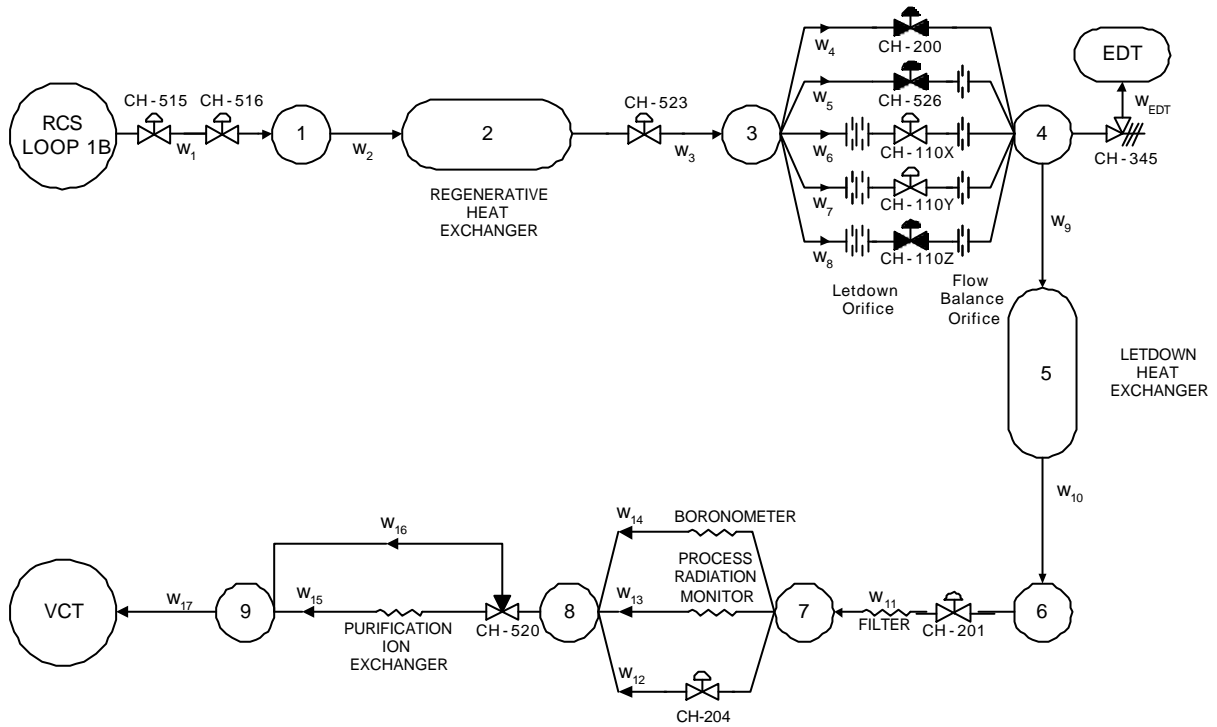 RCS
LOOP 1B
CH-515
CH-516
W1
1
W2
2
REGENERATIVE
HEAT
EXCHANGER
CH-523
W3
3
W4
CH-200
W5
CH-526
W6
CH-110X
W7
CH-110Y
W8
CH-110Z
Letdown
Orifice
Flow
Balance
Orifice
4
EDT
WEDT
CH-345
W9
5
LETDOWN
HEAT
EXCHANGER
W10
6
CH-201
W11
FILTER
7
W14
BORONOMETER
PROCESS
RADIATION
MONITOR
W13
W12
CH-204
8
CH-520
W16
W15
PURIFICATION
ION
EXCHANGER
9
W17
VCT